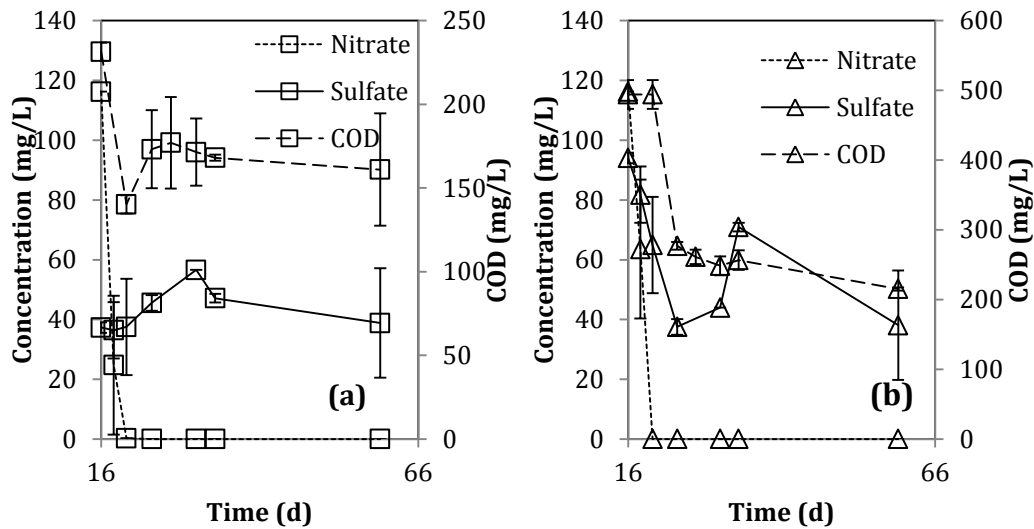 140
120
100
80
60
40
20
0
Concentration (mg/L)
250
200
150
100
50
0
COD (mg/L)
Nitrate
Sulfate
COD
(a)
16
66
Time (d)
140
120
100
80
60
40
20
0
Concentration (mg/L)
600
500
400
300
200
100
0
COD (mg/L)
Nitrate
Sulfate
COD
(b)
16
66
Time (d)